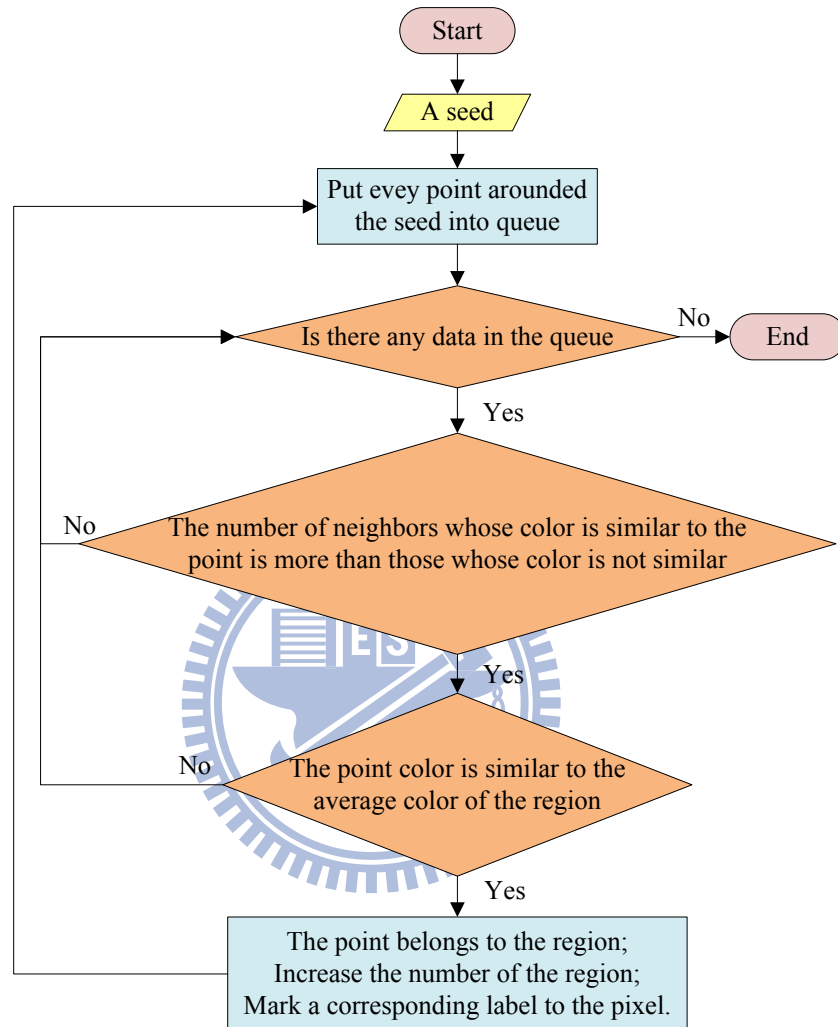 Start
A seed
Put evey point arounded
the seed into queue
Is there any data in the queue
No
End
Yes
No
The number of neighbors whose color is similar to the
point is more than those whose color is not similar
ES
Yes
No
The point color is similar to the
average color of the region
Yes
The point belongs to the region;
Increase the number of the region;
Mark a corresponding label to the pixel.